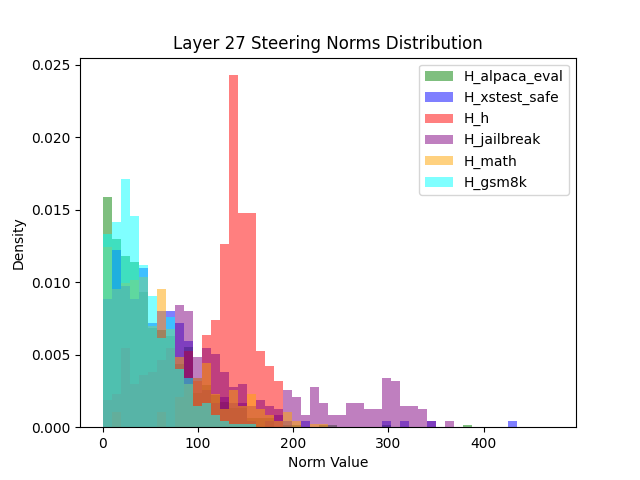 Layer 27 Steering Norms Distribution
0.025
0.020
0.015
0.010
0.005
0.000
Density
H_alpaca_eval
H_xstest_safe
H_h
H_jailbreak
H_math
H_gsm8k
0 100 200 300 400
Norm Value